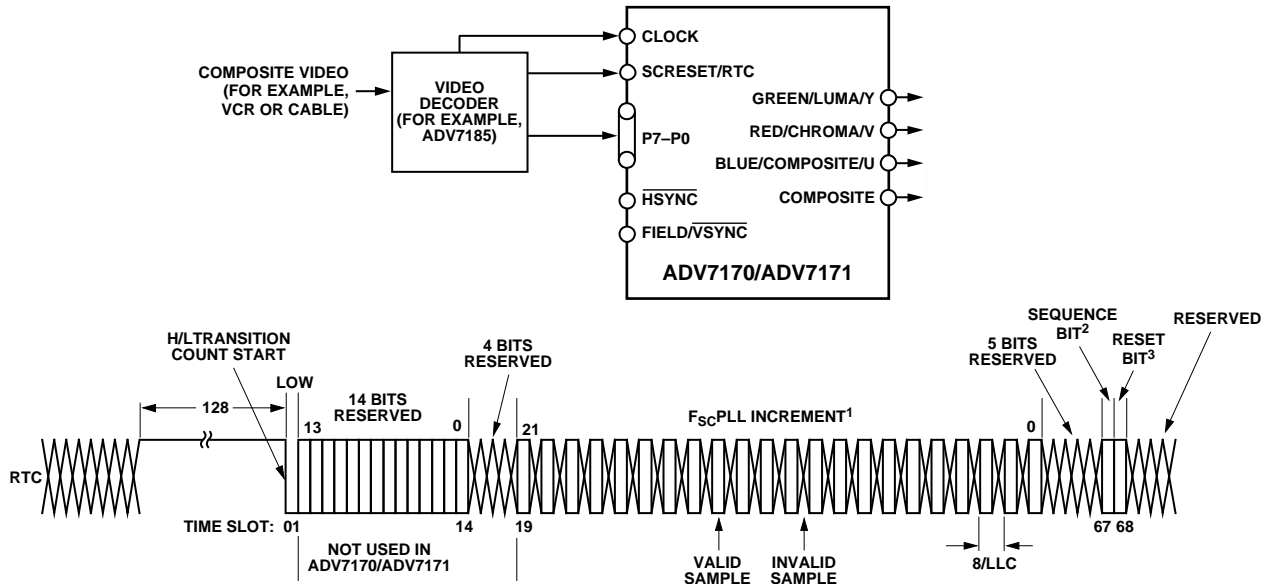 CLOCK
COMPOSITE VIDEO
(FOR EXAMPLE,
VCR OR CABLE)
VIDEO
DECODER
(FOR EXAMPLE,
ADV7185)
SCRESET/RTC
GREEN/LUMA/Y
P7–P0
RED/CHROMA/V
BLUE/COMPOSITE/U
HSYNC
COMPOSITE
FIELD/VSYNC
ADV7170/ADV7171
H/LTRANSITION
COUNT START
4 BITS
RESERVED
5 BITS
RESERVED
SEQUENCE
BIT2
RESET
BIT3
RESERVED
LOW
128
13
14 BITS
RESERVED
0
21
FSCPLL INCREMENT1
0
RTC
TIME SLOT: 01
14
19
67 68
NOT USED IN
ADV7170/ADV7171
VALID
SAMPLE
INVALID
SAMPLE
8/LLC